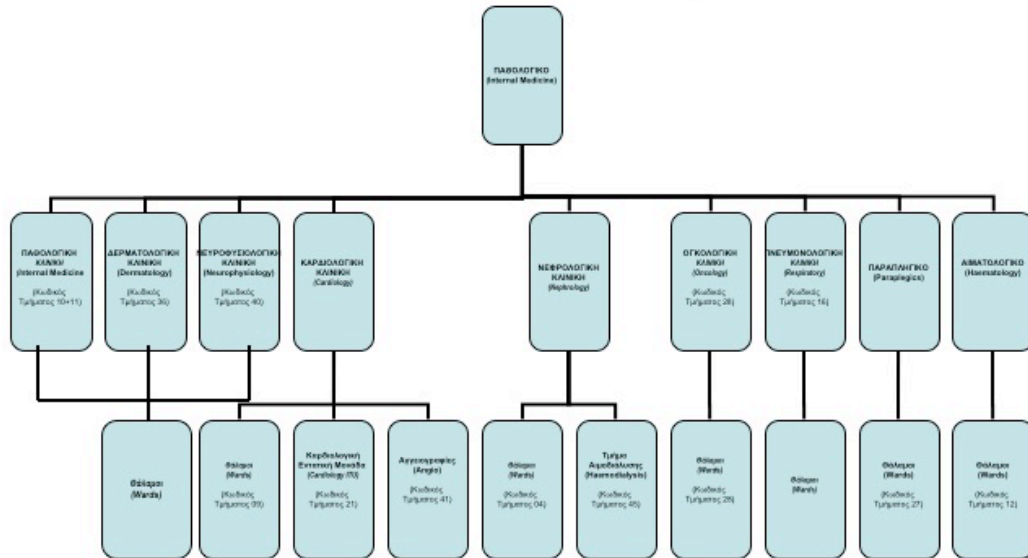 ΠΑΘΟΛΟΓΙΚΟ
(Internal Medicine)
ΠΑΘΟΛΟΓΙΚΗ
ΚΛΙΝΙΚΗ
(Internal Medicine
(Κωδικός
Τμήματος 10+11)
ΔΕΡΜΑΤΟΛΟΓΙΚΗ
ΚΛΙΝΙΚΗ
(Dermatology)
(Κωδικός
Τμήματος 36)
ΝΕΥΡΟΦΥΣΙΟΛΟΓΙΚΗ
ΚΛΙΝΙΚΗ
(Neurophysiology)
(Κωδικός
Τμήματος 40)
ΚΑΡΔΙΟΛΟΓΙΚΗ
ΚΛΙΝΙΚΗ
(Cardiology)
ΝΕΦΡΟΛΟΓΙΚΗ
ΚΛΙΝΙΚΗ
(Nephrology)
ΟΓΚΟΛΟΓΙΚΗ
ΚΛΙΝΙΚΗ
(Oncology)
(Κωδικός
Τμήματος 28)
ΠΝΕΥΜΟΝΟΛΟΓΙΚΗ
ΚΛΙΝΙΚΗ
(Respiratory)
(Κωδικός
Τμήματος 16)
ΠΑΡΑΠΛΗΓΙΚΟ
(Paraplegics)
ΑΙΜΑΤΟΛΟΓΙΚΟ
(Haematology)
Θάλαμοι
(Wards)
Θάλαμοι
(Wards)
(Κωδικός
Τμήματος 09)
Καρδιολογική
Εντατική Μονάδα
(Cardiology ITU)
(Κωδικός
Τμήματος 21)
Αγγειογραφίες
(Angio)
(Κωδικός
Τμήματος 41)
Θάλαμοι
(Wards)
(Κωδικός
Τμήματος 04)
Τμήμα
Αιμοδιάλυσης
(Haemodialysis)
(Κωδικός
Τμήματος 45)
Θάλαμοι
(Wards)
(Κωδικός
Τμήματος 28)
Θάλαμοι
(Wards)
Θάλαμοι
(Wards)
(Κωδικός
Τμήματος 27)
Θάλαμοι
(Wards)
(Κωδικός
Τμήματος 12)